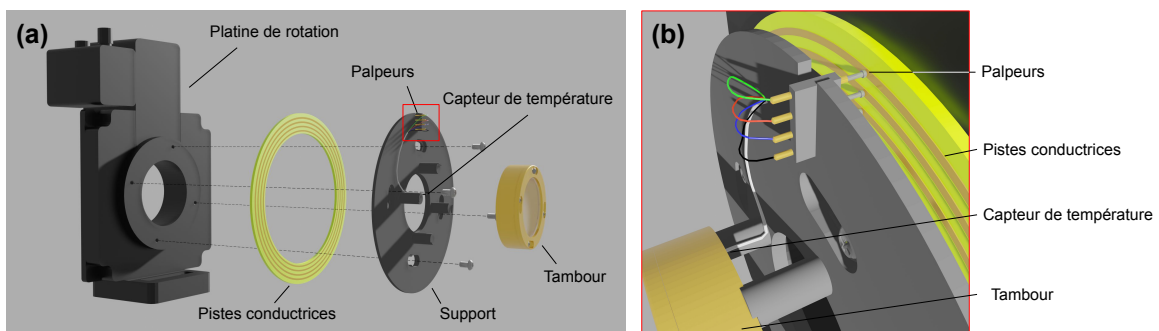 (a)
Platine de rotation
Palpeurs
Capteur de température
Pistes conductrices
Support
Tambour
(b)
Palpeurs
Pistes conductrices
Capteur de température
Tambour